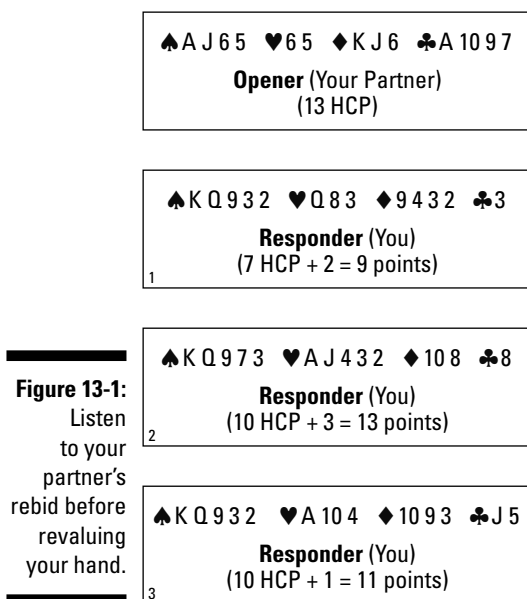 ♠A J 6 5 ♥6 5 ♦K J 6 ♣A 10 9 7
Opener (Your Partner)
(13 HCP)
♠K Q 9 3 2 ♥Q 8 3 ♦9 4 3 2 ♣3
Responder (You)
(7 HCP + 2 = 9 points)
1
♠K Q 9 7 3 ♥A J 4 3 2 ♦10 8 ♣8
Responder (You)
(10 HCP + 3 = 13 points)
2
♠K Q 9 3 2 ♥A 10 4 ♦10 9 3 ♣J 5
Responder (You)
(10 HCP + 1 = 11 points)
3
Figure 13-1:
Listen
to your
partner's
rebid before
revaluing
your hand.